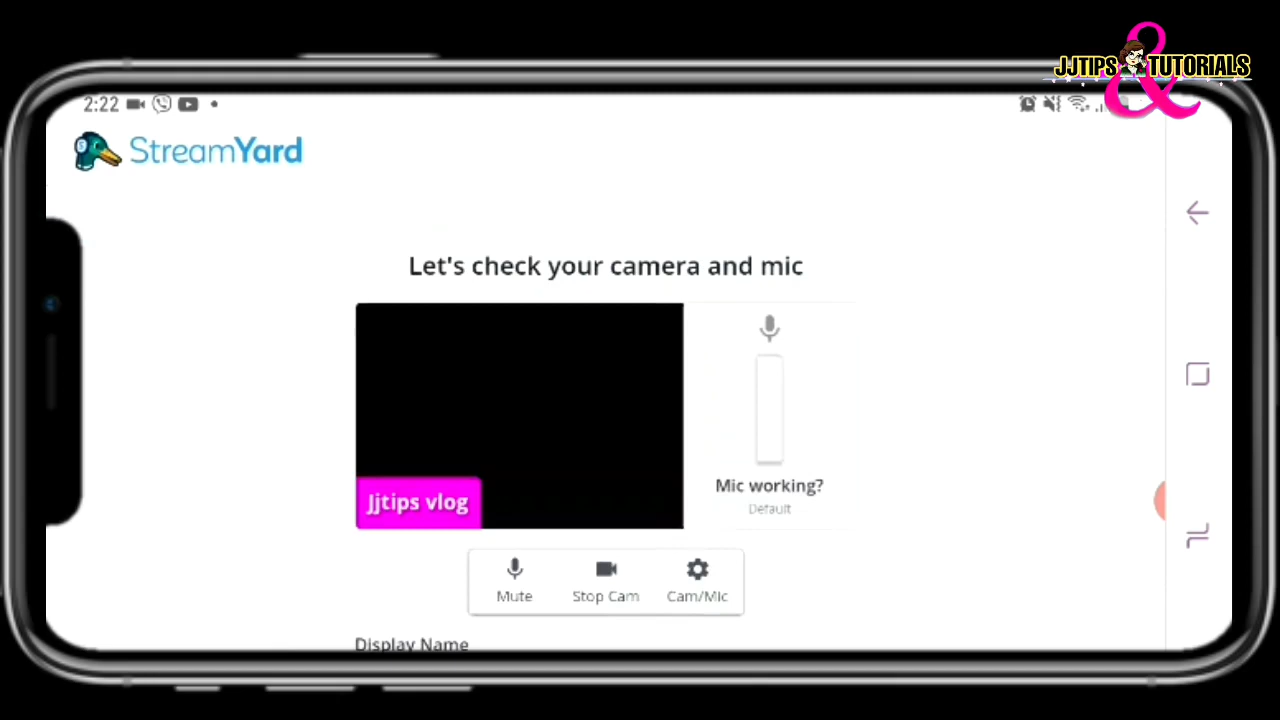 JJTIPS & TUTORIALS
2:22
StreamYard
Let's check your camera and mic
Jjtips vlog
Mic working?
Default
Mute
Stop Cam
Cam/Mic
Display Name